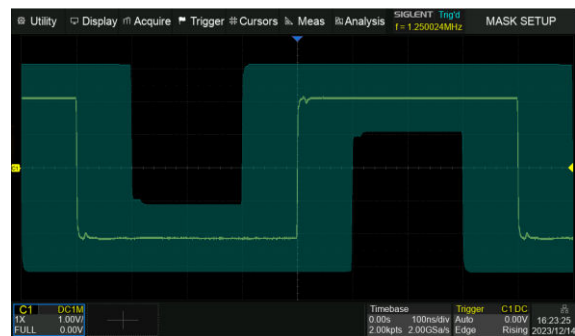 Utility Display Acquire Trigger Cursors Meas Analysis SIGLENT Trig'd MASK SETUP
f = 1.250024MHz
C1
C1 DC1M
1X 1.00V/
FULL 0.00V
Timebase
0.00s 100ns/div
2.00kpts 2.00GSa/s
Trigger C1 DC
Auto 0.00V
Edge Rising
16:23:25
2023/12/14